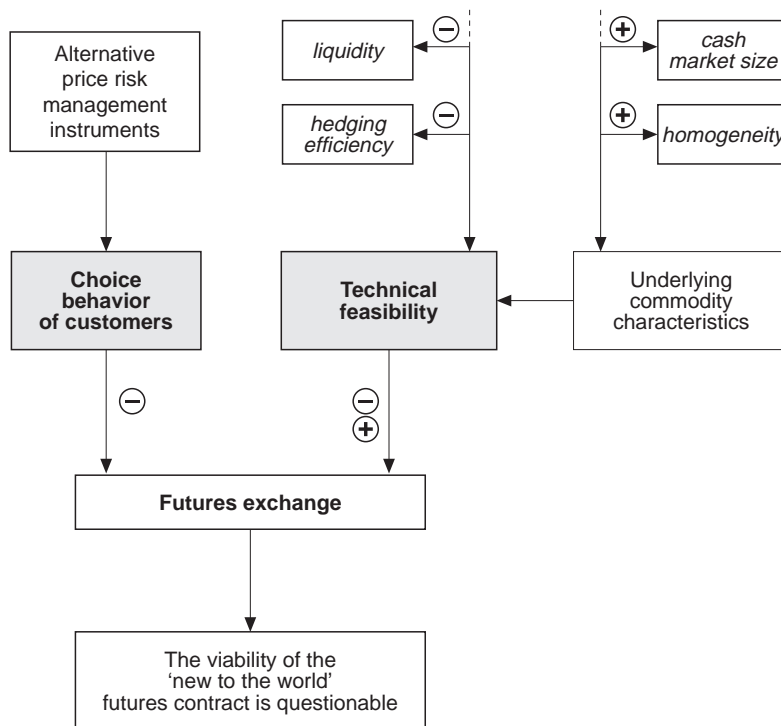 Alternative
price risk
management
instruments
liquidity
−
hedging
efficiency
−
+
cash
market size
+
homogeneity
Choice
behavior
of customers
Technical
feasibility
Underlying
commodity
characteristics
−
−
+
Futures exchange
The viability of the
‘new to the world’
futures contract is questionable